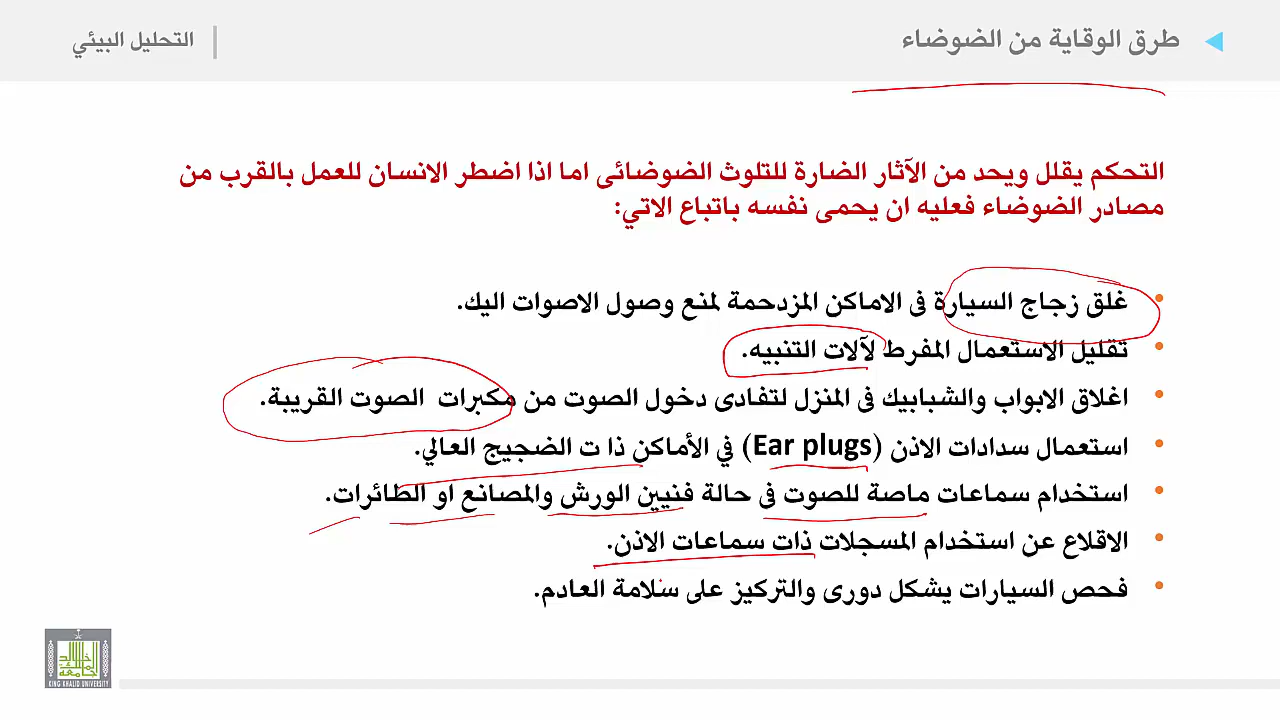 طرق الوقاية من الضوضاء
التحليل البيئي
التحكم يقلل ويحد من الآثار الضارة للتلوث الضوضائى اما اذا اضطر الانسان للعمل بالقرب من
مصادر الضوضاء فعليه ان يحمى نفسه باتباع الاتي:
• غلق زجاج السيارة فى الاماكن المزدحمة لمنع وصول الاصوات اليك.
• تقليل الاستعمال المفرط لآلات التنبيه.
• اغلاق الابواب والشبابيك فى المنزل لتفادى دخول الصوت من مكبرات الصوت القريبة.
• استعمال سدادات الاذن (Ear plugs) في الأماكن ذا ت الضجيج العالي.
• استخدام سماعات ماصة للصوت فى حالة فنيين الورش والمصانع او الطائرات.
• الاقلاع عن استخدام المسجلات ذات سماعات الاذن.
• فحص السيارات يشكل دورى والتركيز على سلامة العادم.
KING KHALID UNIVERSITY